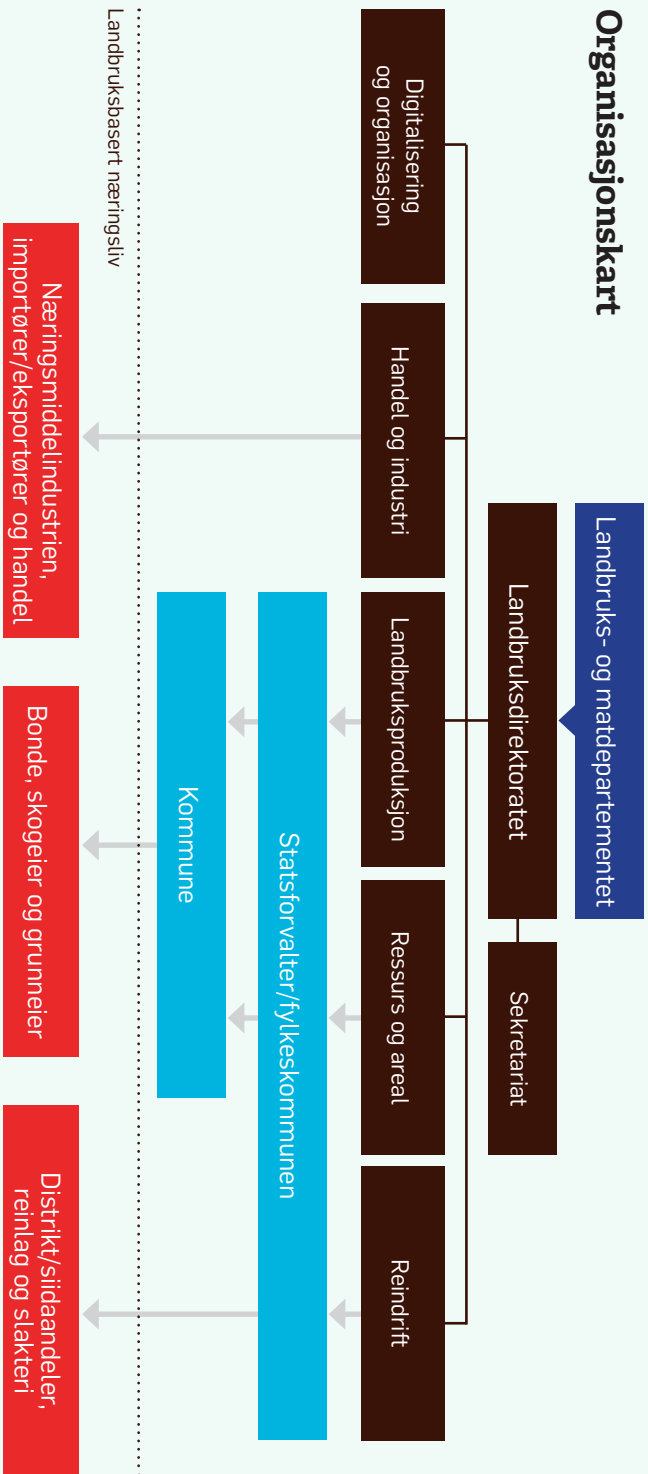 Organisasjonskart
Landbruks- og matdepartementet
Landbruksdirektoratet
Sekretariat
Digitalisering
og organisasjon
Handel og industri
Landbruksproduksjon
Ressurs og areal
Reindrift
Statsforvalter/fylkeskommunen
Kommune
Landbruksbasert næringsliv
Næringsmiddelindustrien,
importører/eksportører og handel
Bonde, skogeier og grunneier
Distrikt/siidaandeler,
reinlag og slakteri